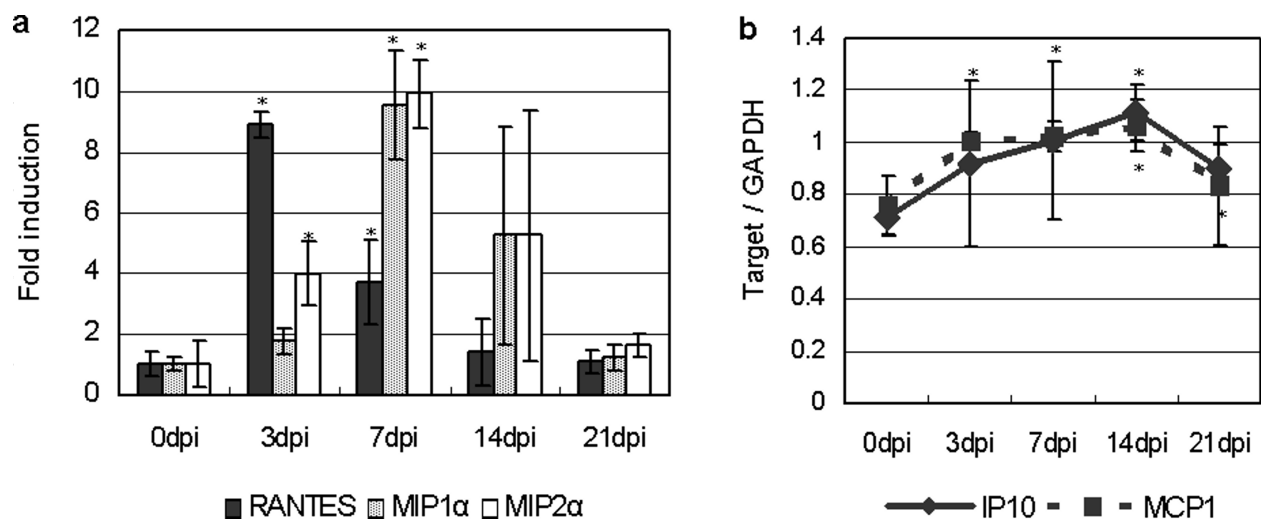 a
Fold induction
12
10
8
6
4
2
0
* * * * * *
0dpi 3dpi 7dpi 14dpi 21dpi
RANTES MIP1α MIP2α
b
Target / GAPDH
1.4
1.2
1
0.8
0.6
0.4
0.2
0
* * * * *
0dpi 3dpi 7dpi 14dpi 21dpi
IP10 MCP1